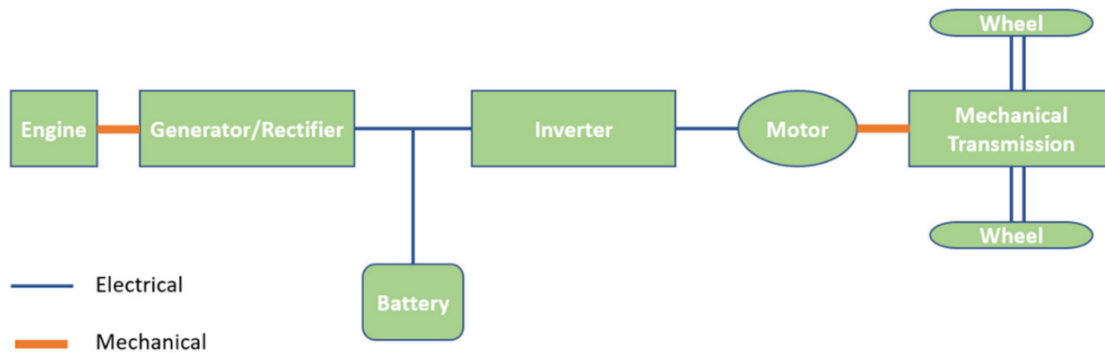 Wheel
Engine
Generator/Rectifier
Inverter
Motor
Mechanical
Transmission
Wheel
Battery
Electrical
Mechanical